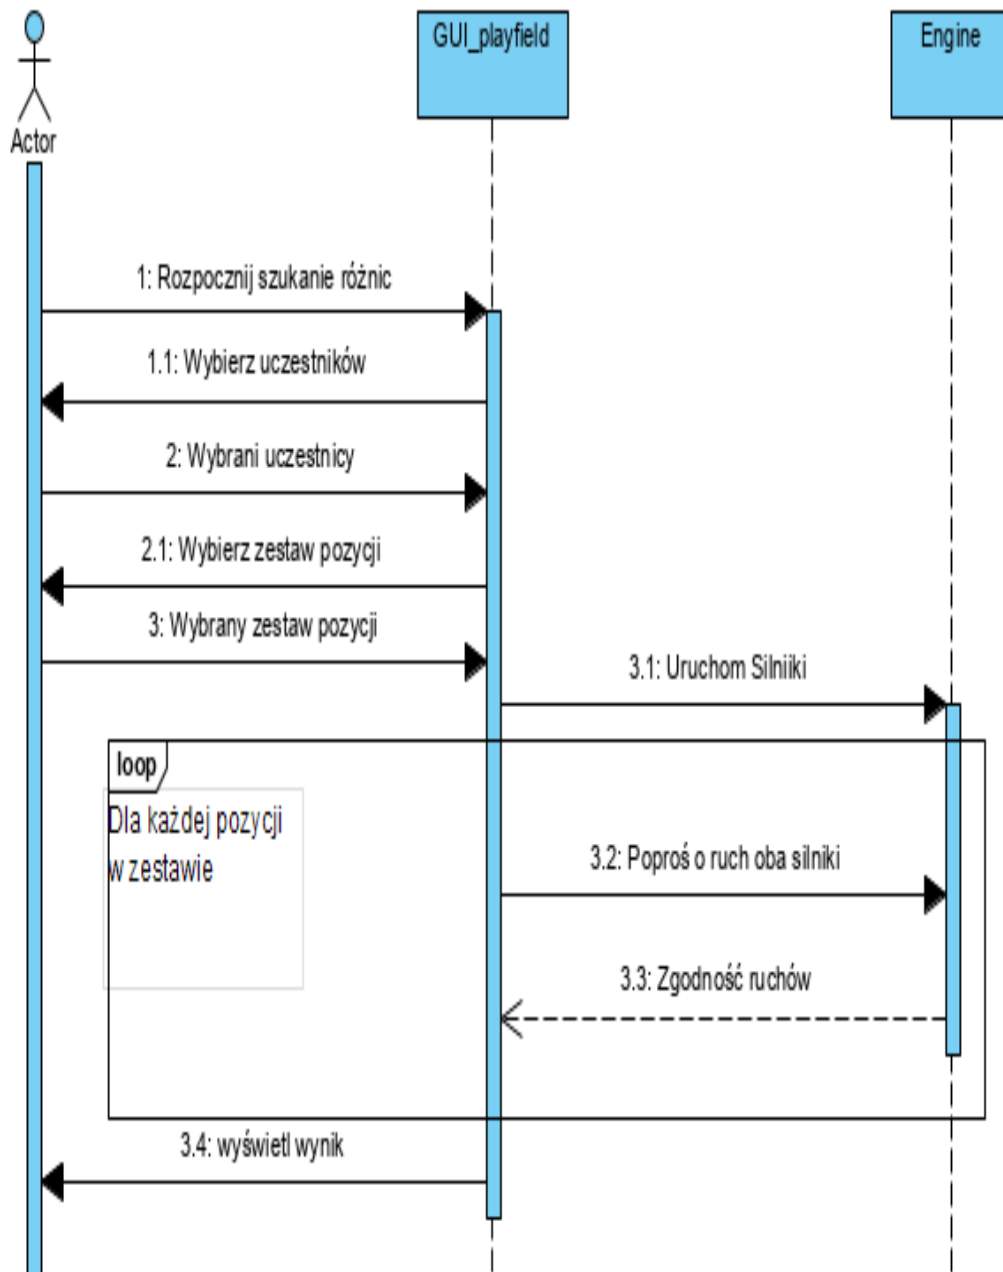 GUI_playfield
Engine
Actor
1: Rozpocznij szukanie różnic
1.1: Wybierz uczestników
2: Wybrani uczestnicy
2.1: Wybierz zestaw pozycji
3: Wybrany zestaw pozycji
3.1: Uruchom Silniiki
loop
Dla każdej pozycji
w zestawie
3.2: Poproś o ruch oba silniki
3.3: Zgodność ruchów
3.4: wyświetl wynik